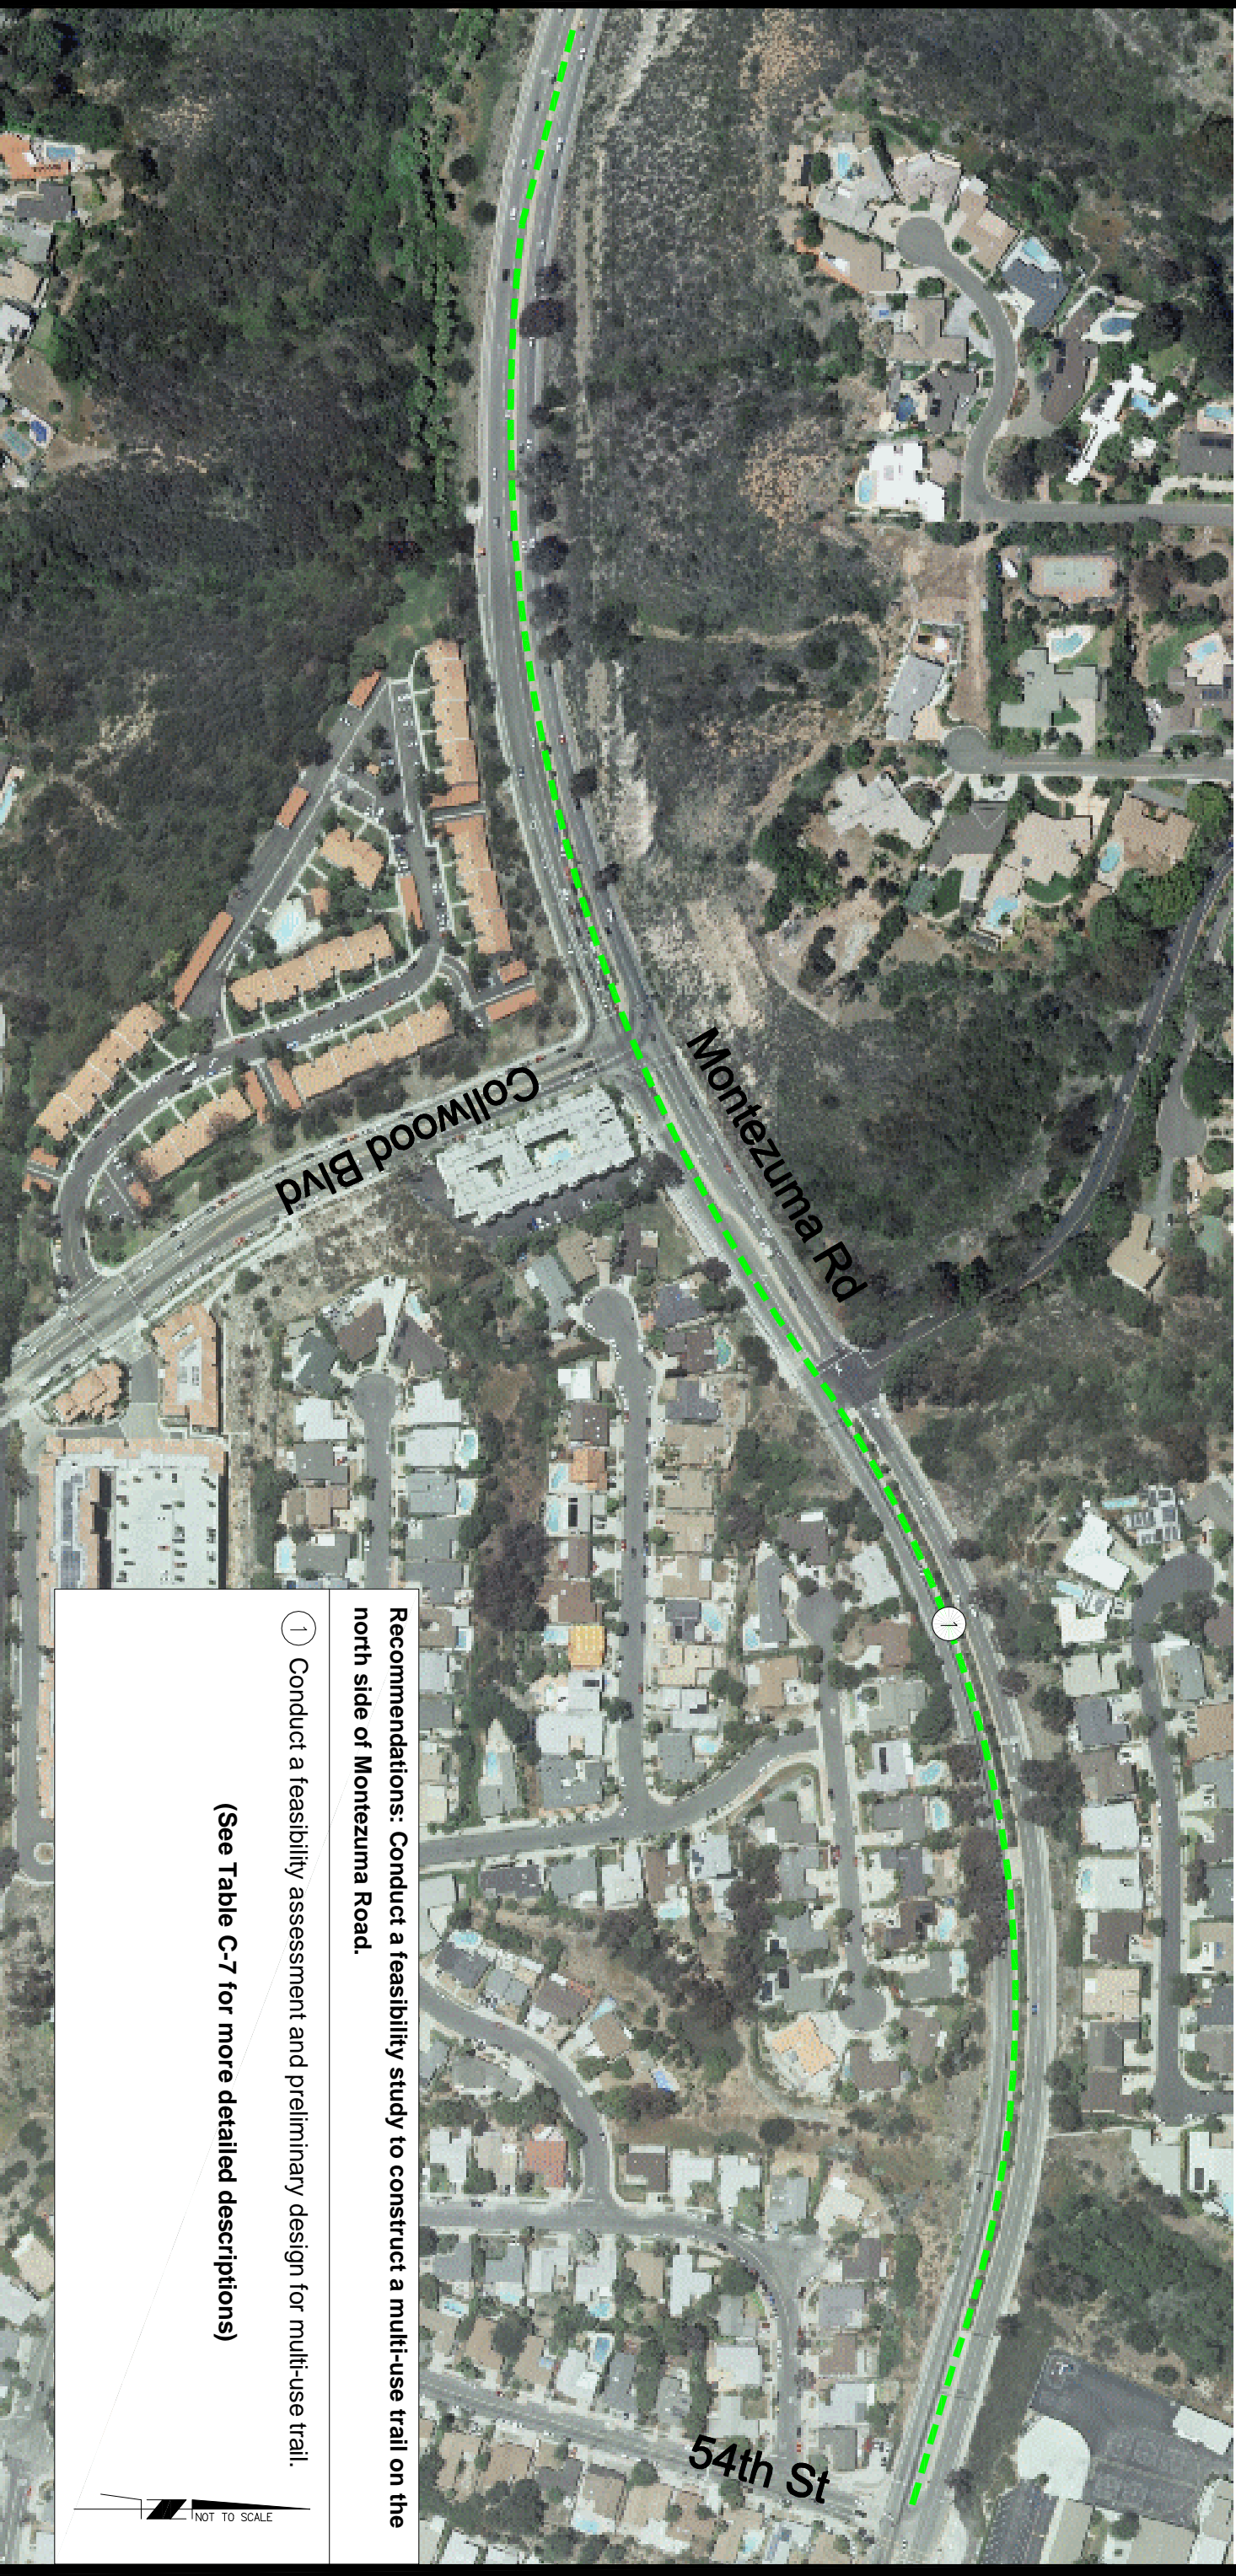 Montezuma Rd
Collwood Blvd
1
54th St
Recommendations: Conduct a feasibility study to construct a multi-use trail on the
north side of Montezuma Road.
1 Conduct a feasibility assessment and preliminary design for multi-use trail.
(See Table C-7 for more detailed descriptions)
NOT TO SCALE